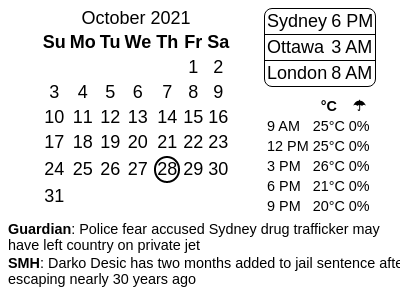 October 2021
Su Mo Tu We Th Fr Sa
1 2
3 4 5 6 7 8 9
10 11 12 13 14 15 16
17 18 19 20 21 22 23
24 25 26 27 28 29 30
31
Sydney 6 PM
Ottawa 3 AM
London 8 AM
°C ☂
9 AM 25°C 0%
12 PM 25°C 0%
3 PM 26°C 0%
6 PM 21°C 0%
9 PM 20°C 0%
Guardian: Police fear accused Sydney drug trafficker may
have left country on private jet
SMH: Darko Desic has two months added to jail sentence afte
escaping nearly 30 years ago